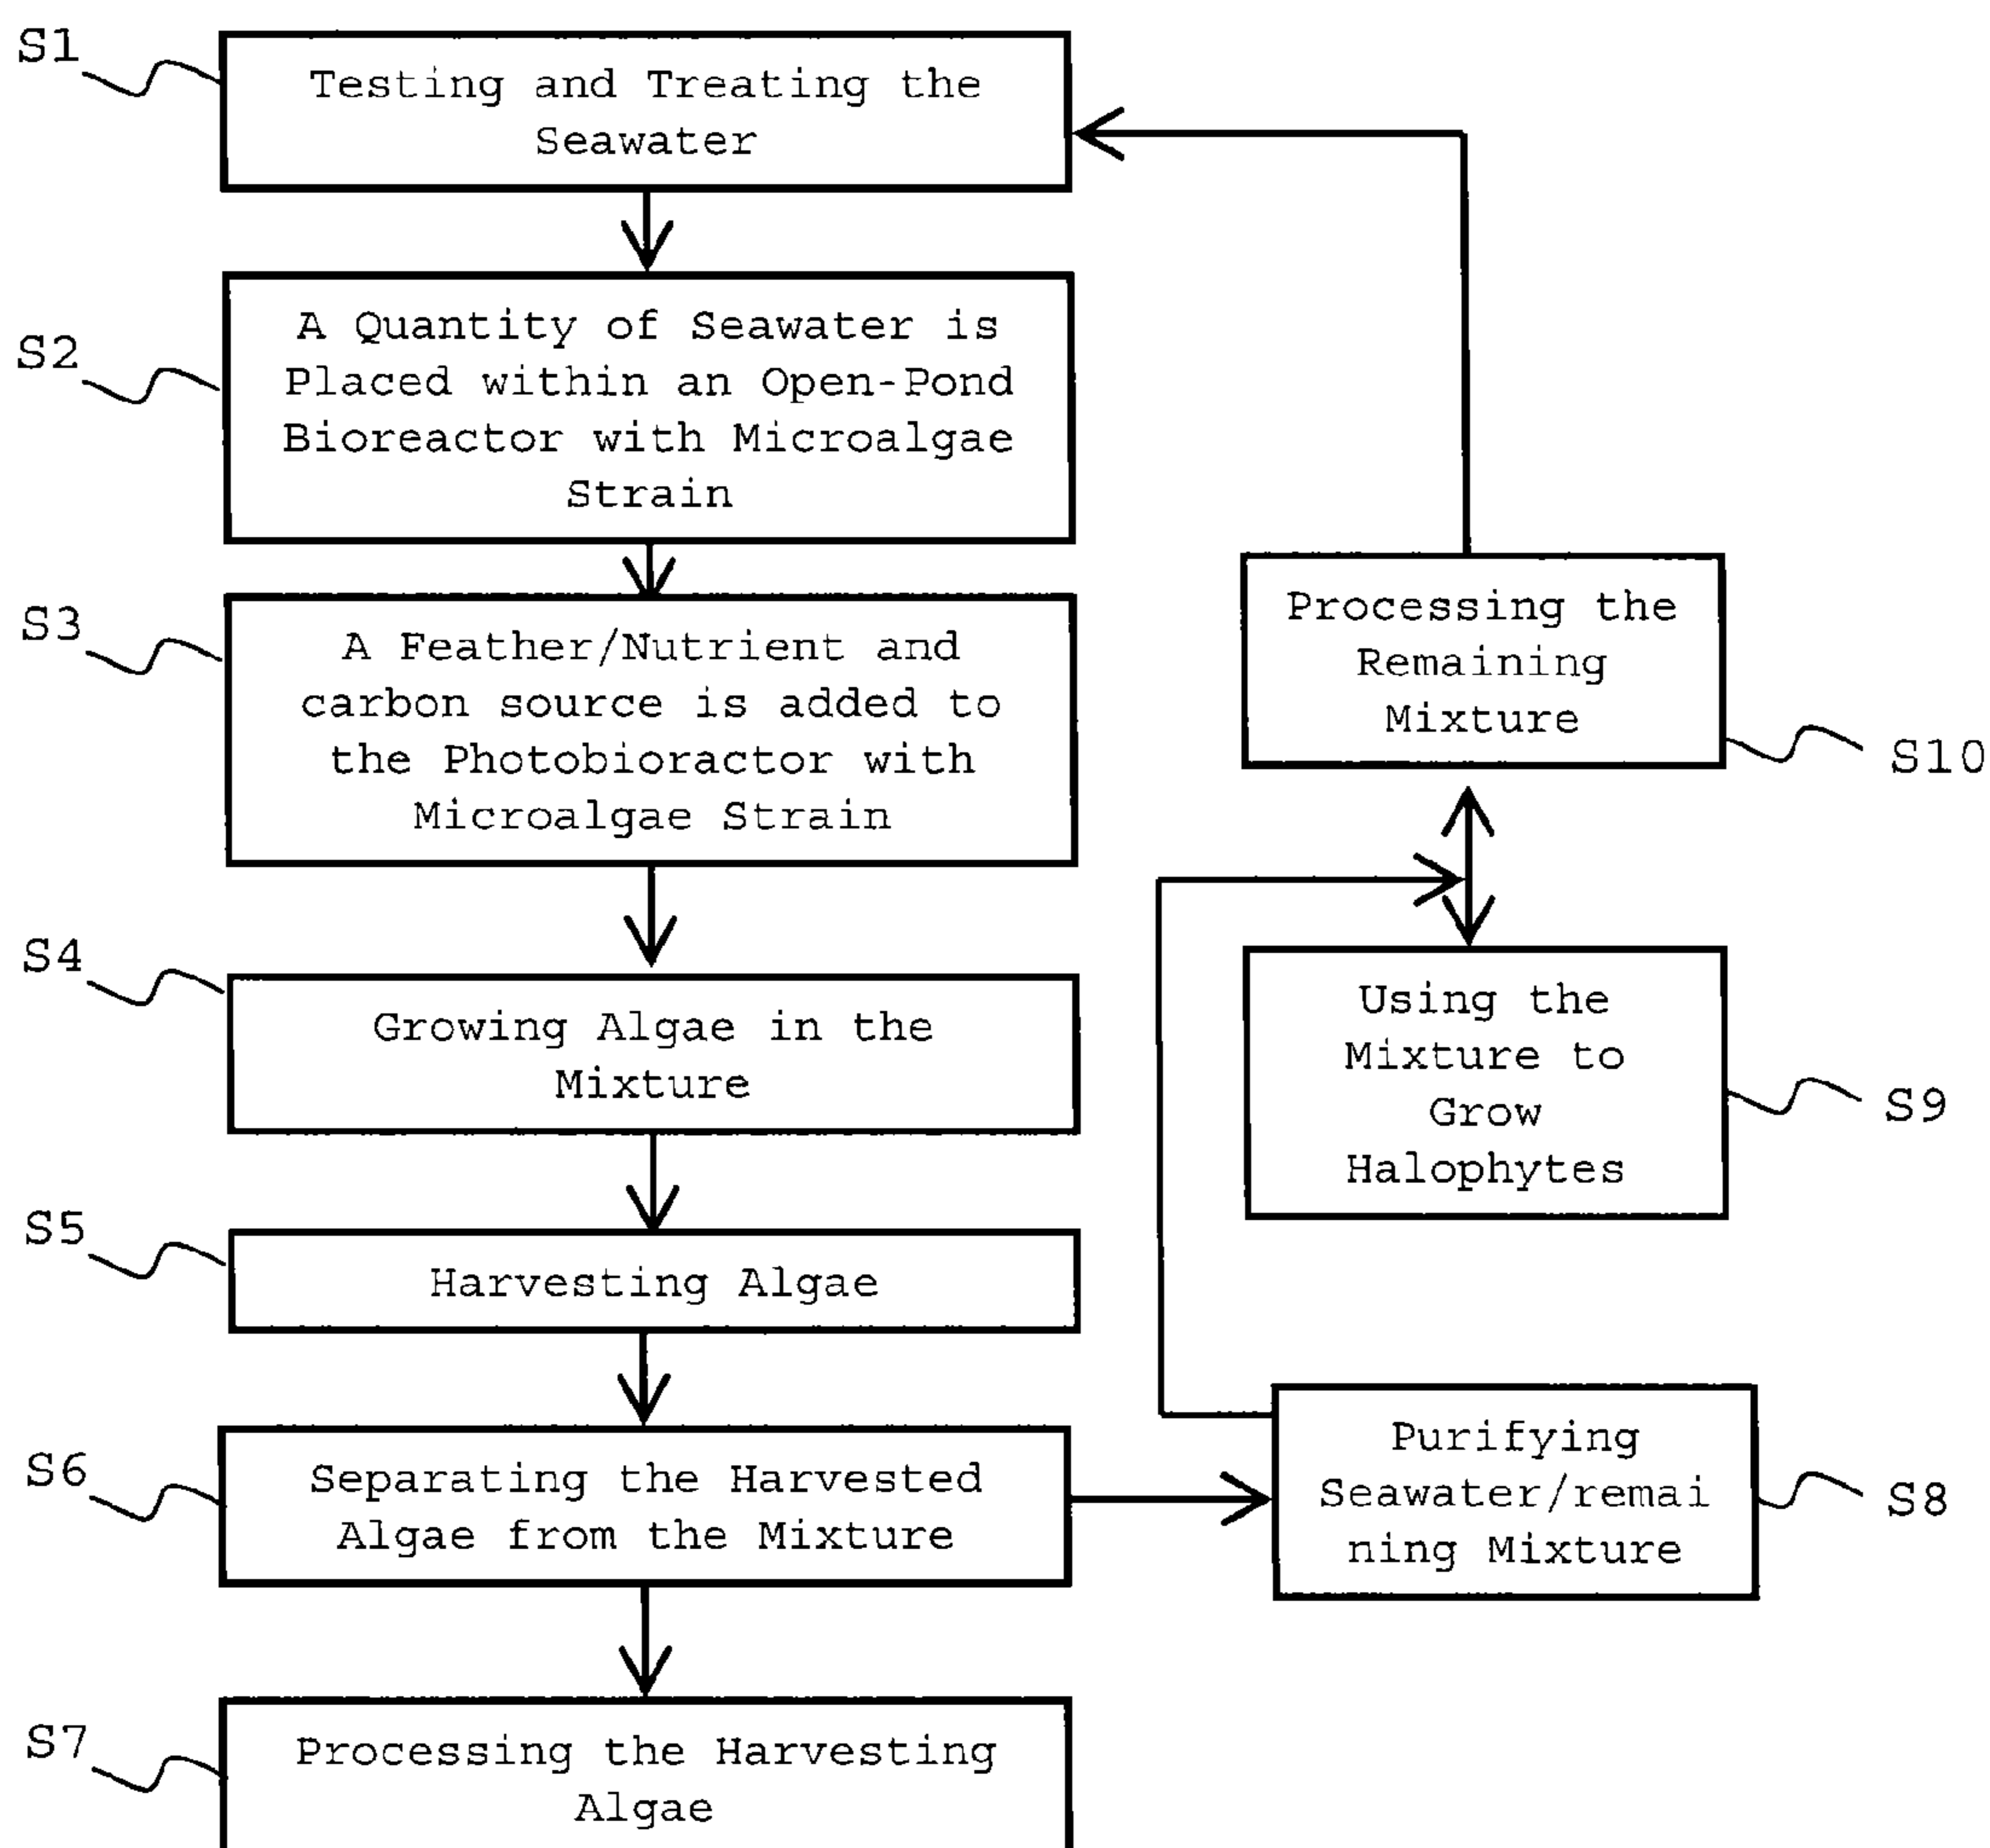 S1
Testing and Treating the
Seawater
S2
A Quantity of Seawater is
Placed within an Open-Pond
Bioreactor with Microalgae
Strain
S3
A Feather/Nutrient and
carbon source is added to
the Photobioractor with
Microalgae Strain
S4
Growing Algae in the
Mixture
S5
Harvesting Algae
S6
Separating the Harvested
Algae from the Mixture
S7
Processing the Harvesting
Algae
Processing the
Remaining
Mixture
S10
Using the
Mixture to
Grow
Halophytes
S9
Purifying
Seawater/remai
ning Mixture
S8